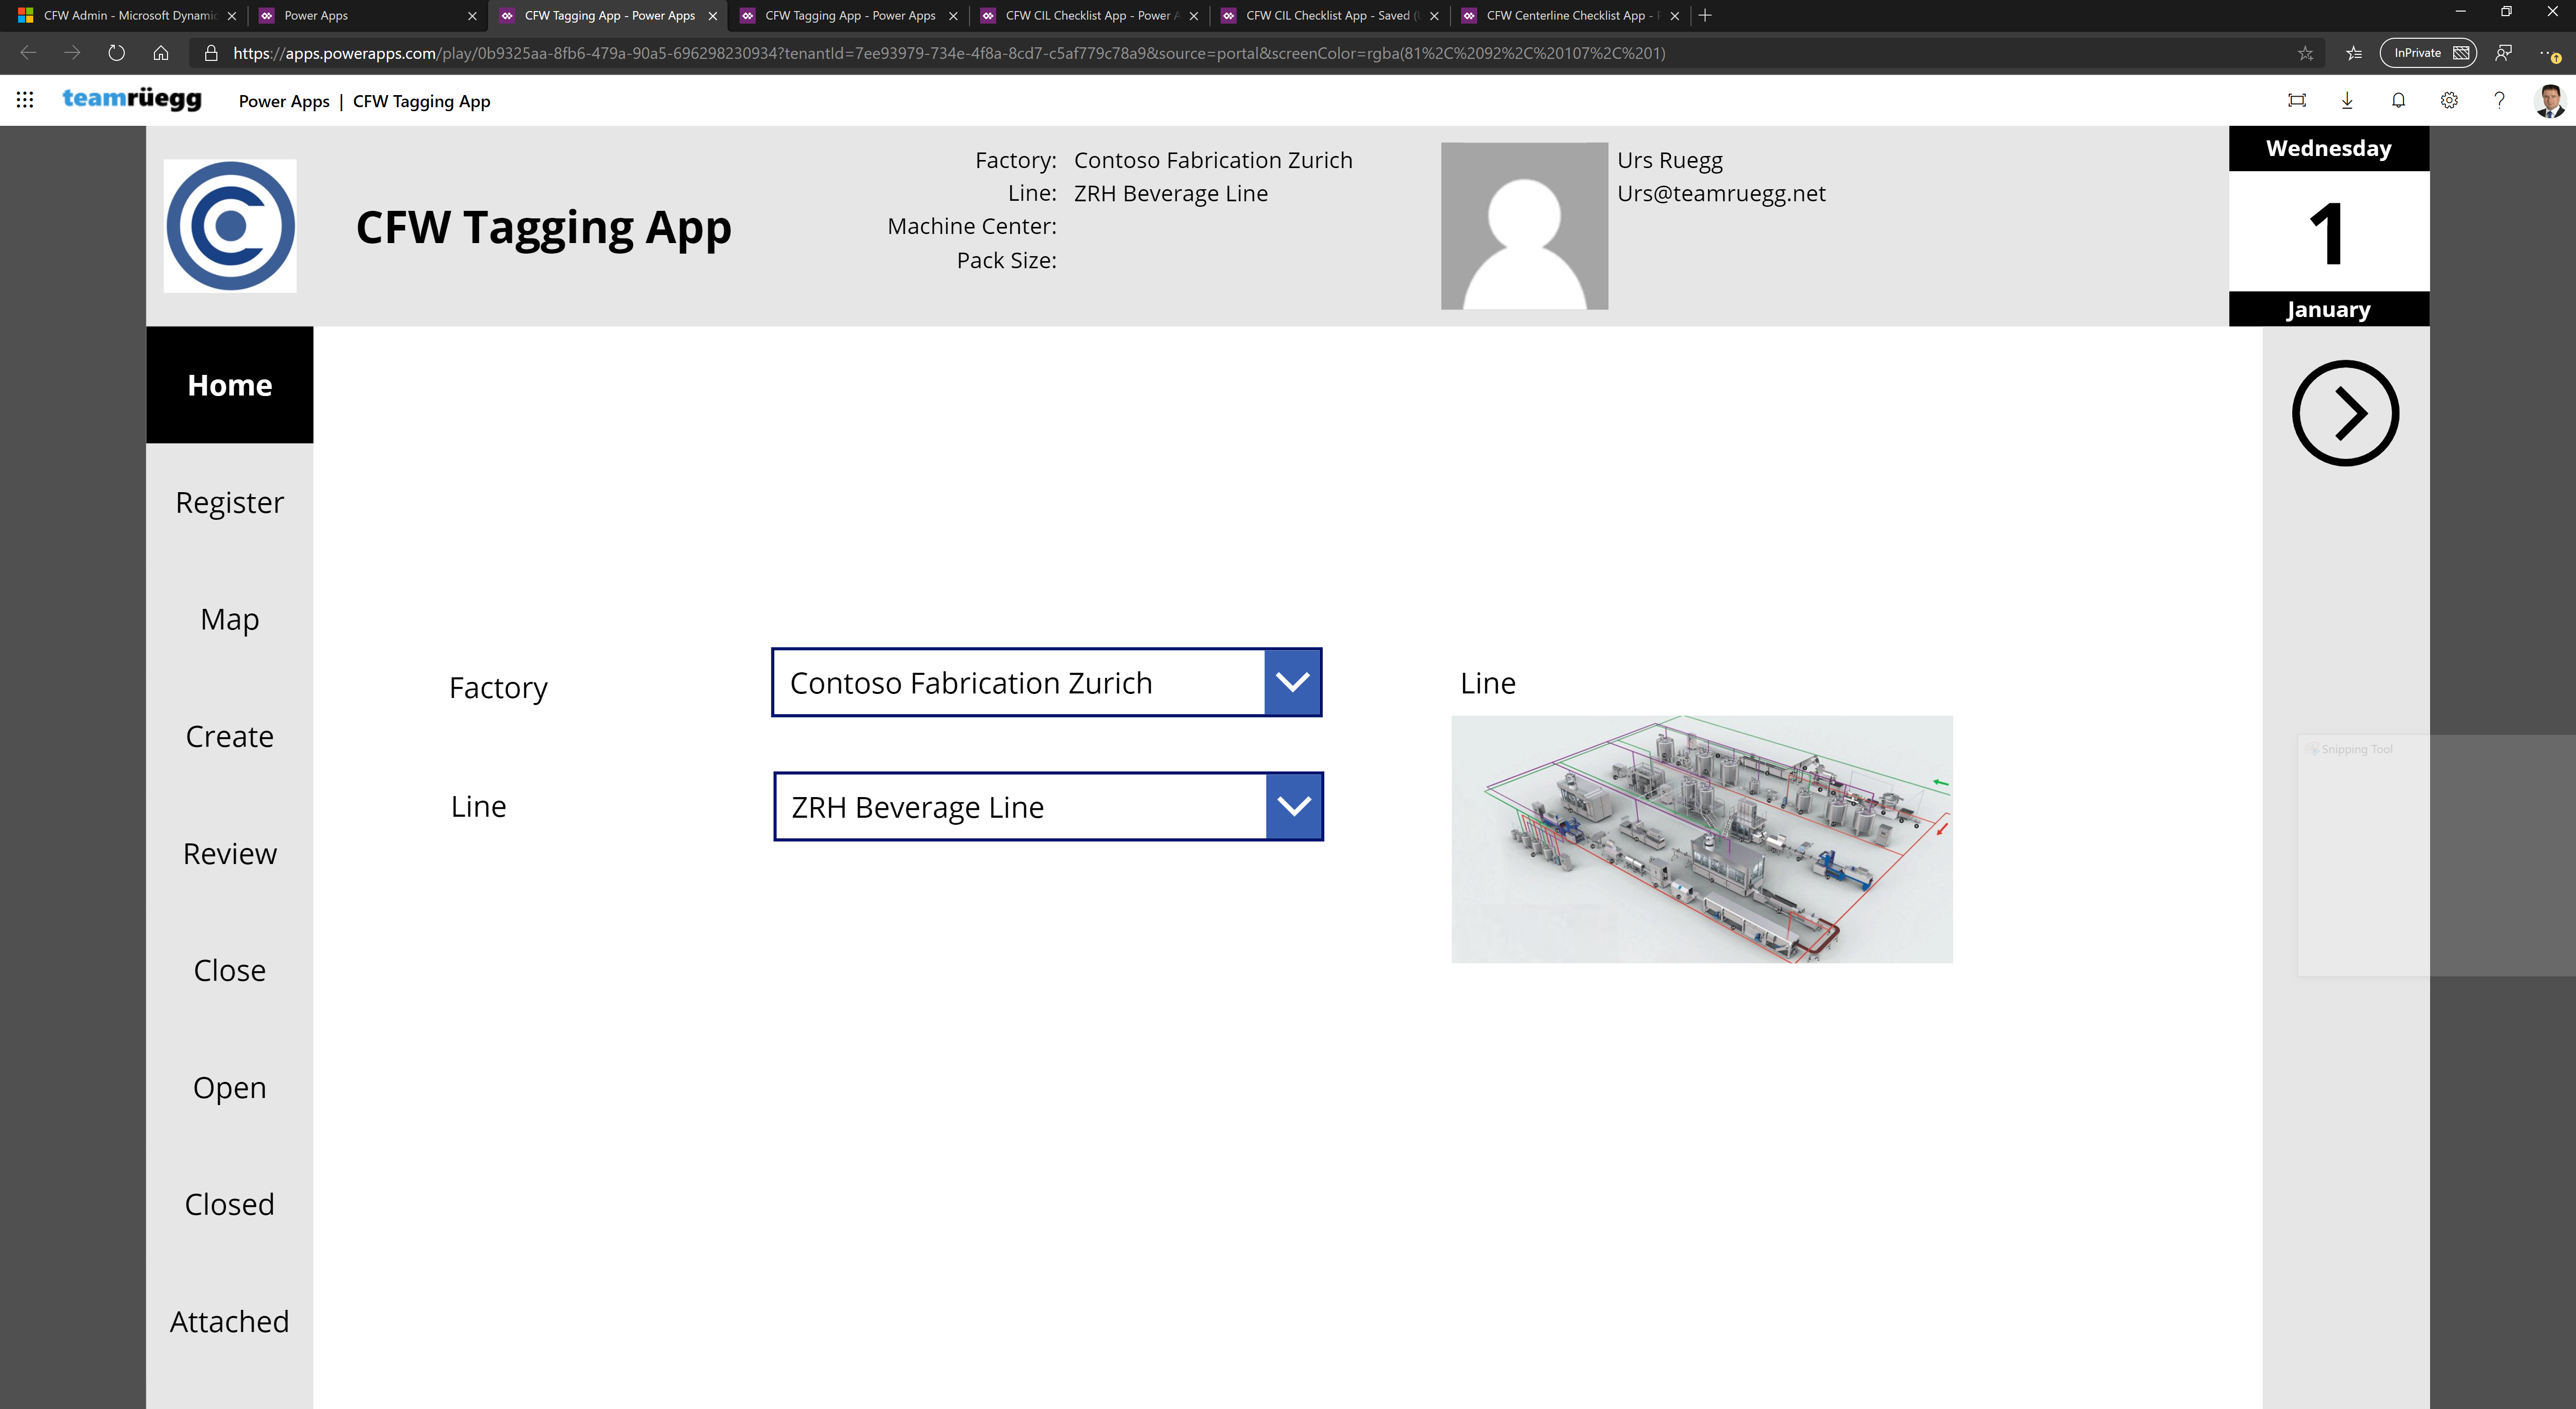 CFW Admin - Microsoft Dynamic
Power Apps
CFW Tagging App - Power Apps
CFW Tagging App - Power Apps
CFW CIL Checklist App - Power A
CFW CIL Checklist App - Saved (
CFW Centerline Checklist App -
https://apps.powerapps.com/play/0b9325aa-8fb6-479a-90a5-696298230934?tenantId=7ee93979-734e-4f8a-8cd7-c5af779c78a9&source=portal&screenColor=rgba(81%2C%2092%2C%20107%2C%201)
InPrivate
teamrüegg
Power Apps | CFW Tagging App
CFW Tagging App
Factory: Contoso Fabrication Zurich
Line: ZRH Beverage Line
Machine Center:
Pack Size:
Urs Ruegg
Urs@teamruegg.net
Wednesday
1
January
Home
Register
Map
Create
Review
Close
Open
Closed
Attached
Factory
Contoso Fabrication Zurich
Line
ZRH Beverage Line
Line
Snipping Tool